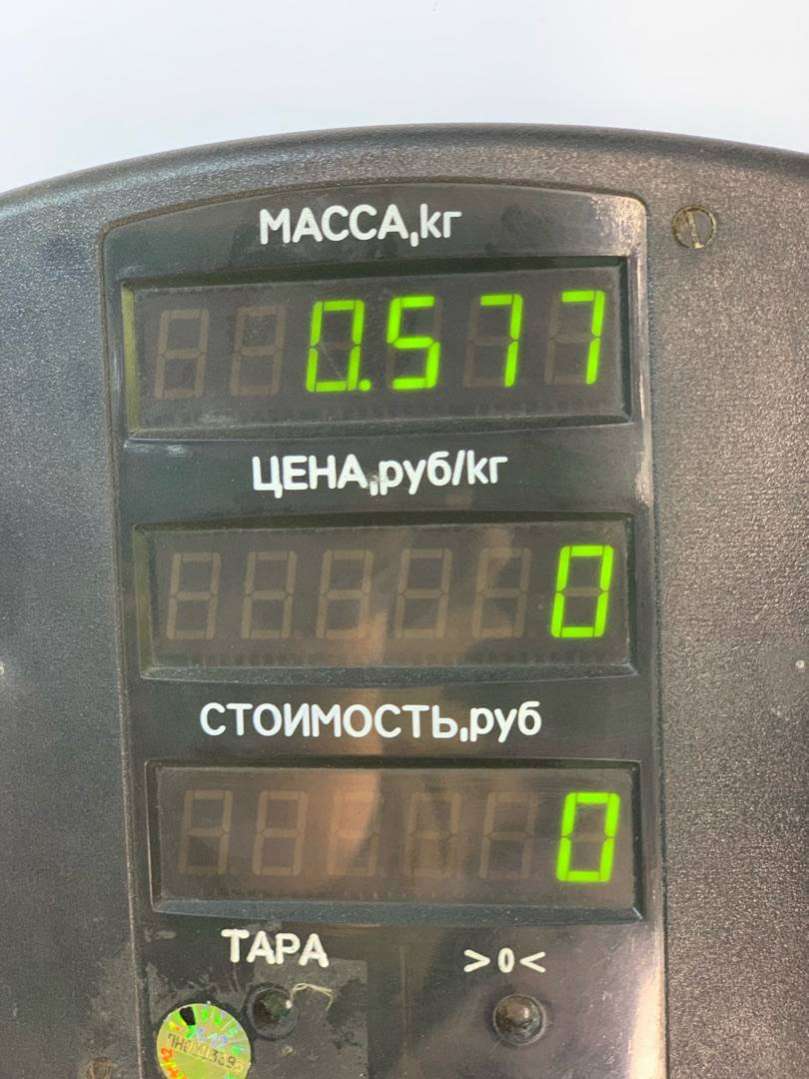 МАССА,кг
0.577
ЦЕНА,руб/кг
0
СТОИМОСТЬ,руб
0
ТАРА >0<